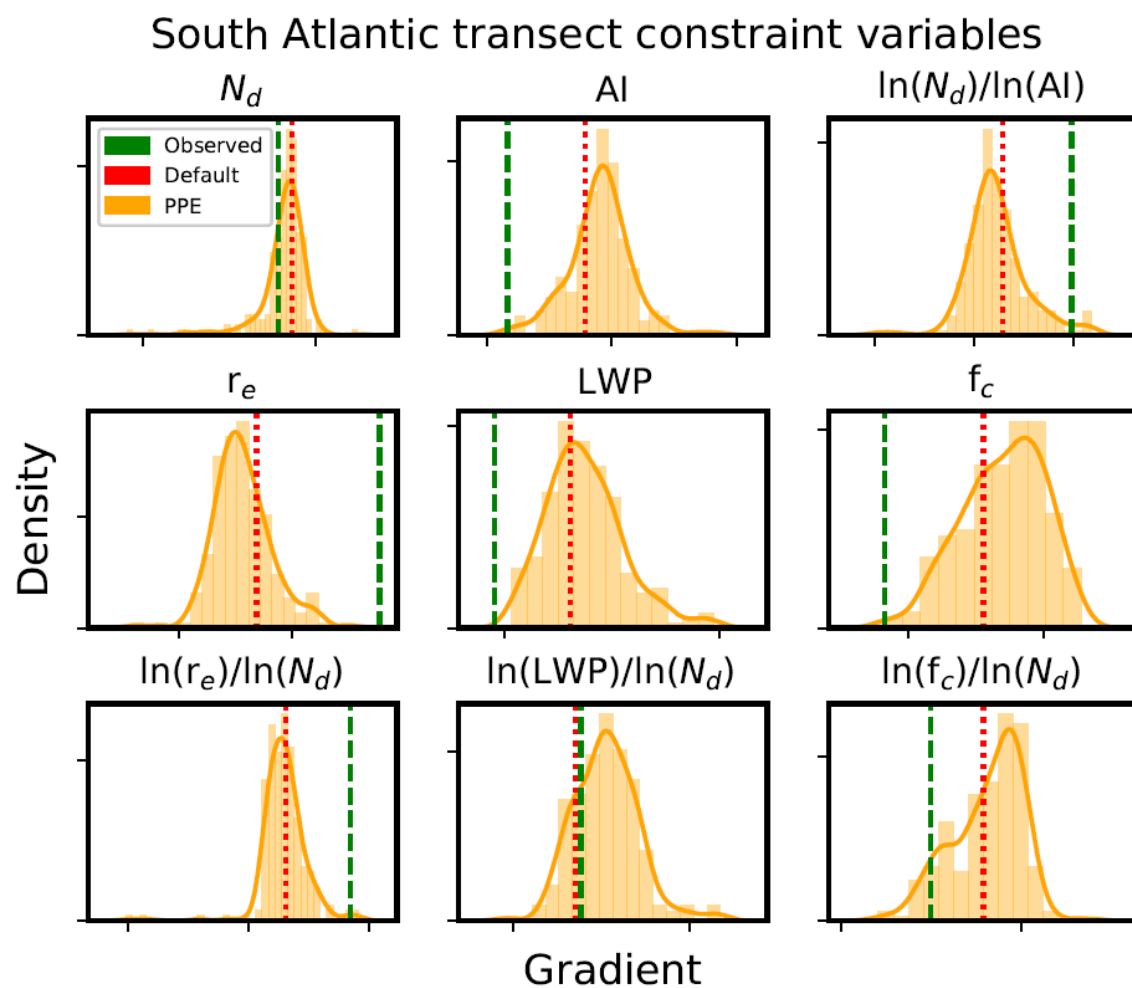 South Atlantic transect constraint variables
N_d
AI
ln(N_d)/ln(AI)
Observed
Default
PPE
r_e
LWP
f_c
Density
ln(r_e)/ln(N_d)
ln(LWP)/ln(N_d)
ln(f_c)/ln(N_d)
Gradient